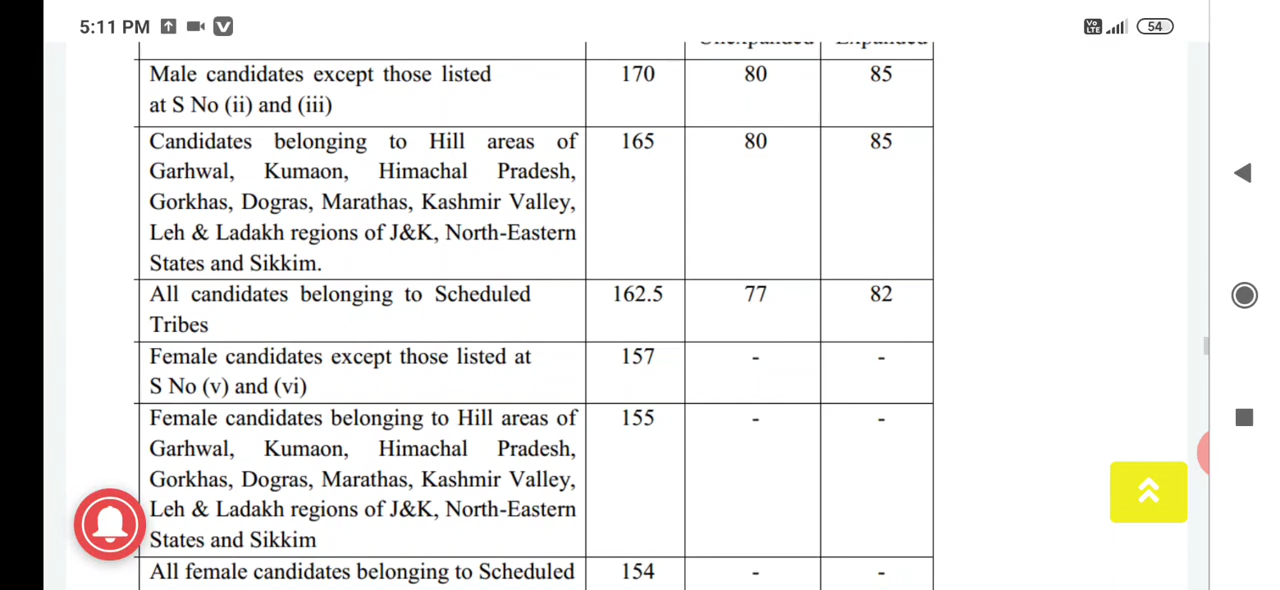 5:11 PM
Vo LTE
54
Unexpanded Expanded
Male candidates except those listed 170 80 85
at S No (ii) and (iii)
Candidates belonging to Hill areas of 165 80 85
Garhwal, Kumaon, Himachal Pradesh,
Gorkhas, Dogras, Marathas, Kashmir Valley,
Leh & Ladakh regions of J&K, North-Eastern
States and Sikkim.
All candidates belonging to Scheduled 162.5 77 82
Tribes
Female candidates except those listed at 157 - -
S No (v) and (vi)
Female candidates belonging to Hill areas of 155 - -
Garhwal, Kumaon, Himachal Pradesh,
Gorkhas, Dogras, Marathas, Kashmir Valley,
Leh & Ladakh regions of J&K, North-Eastern
States and Sikkim
All female candidates belonging to Scheduled 154 - -